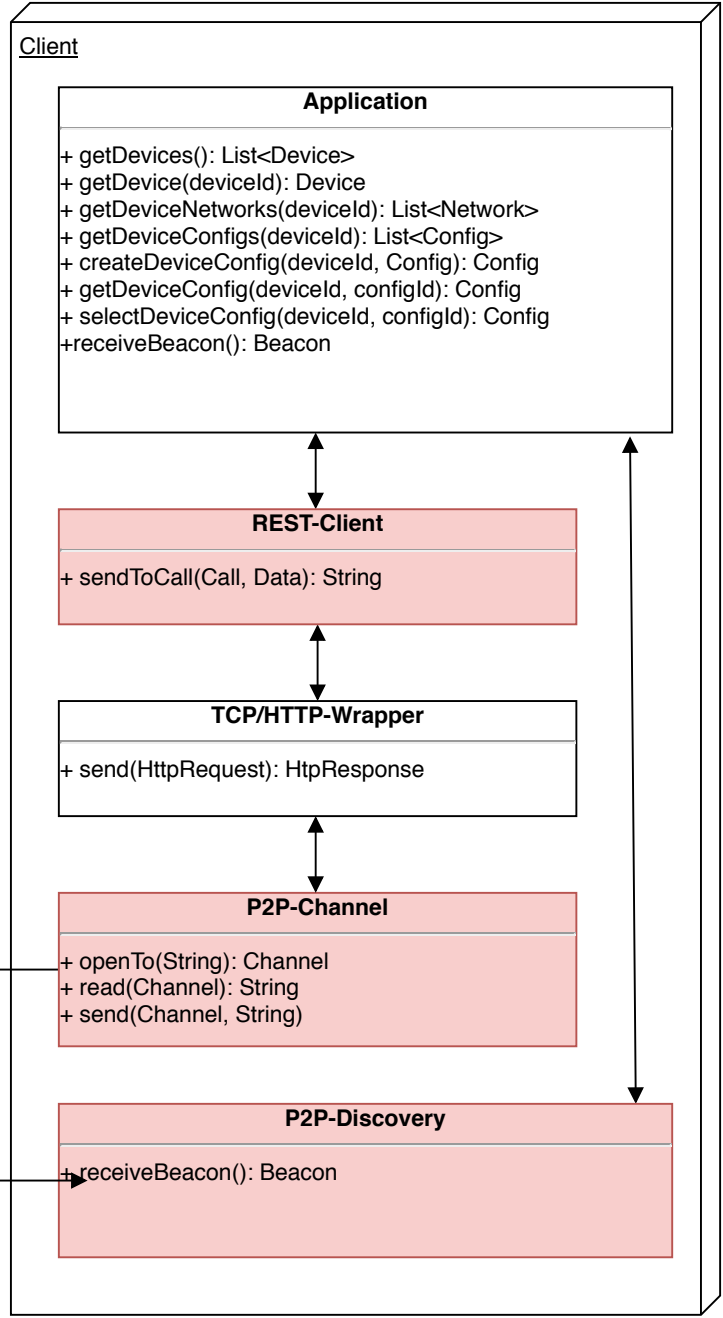 Client
Application
+ getDevices(): List<Device>
+ getDevice(deviceId): Device
+ getDeviceNetworks(deviceId): List<Network>
+ getDeviceConfigs(deviceId): List<Config>
+ createDeviceConfig(deviceId, Config): Config
+ getDeviceConfig(deviceId, configId): Config
+ selectDeviceConfig(deviceId, configId): Config
+receiveBeacon(): Beacon
REST-Client
+ sendToCall(Call, Data): String
TCP/HTTP-Wrapper
+ send(HttpRequest): HtpResponse
P2P-Channel
+ openTo(String): Channel
+ read(Channel): String
+ send(Channel, String)
P2P-Discovery
+ receiveBeacon(): Beacon